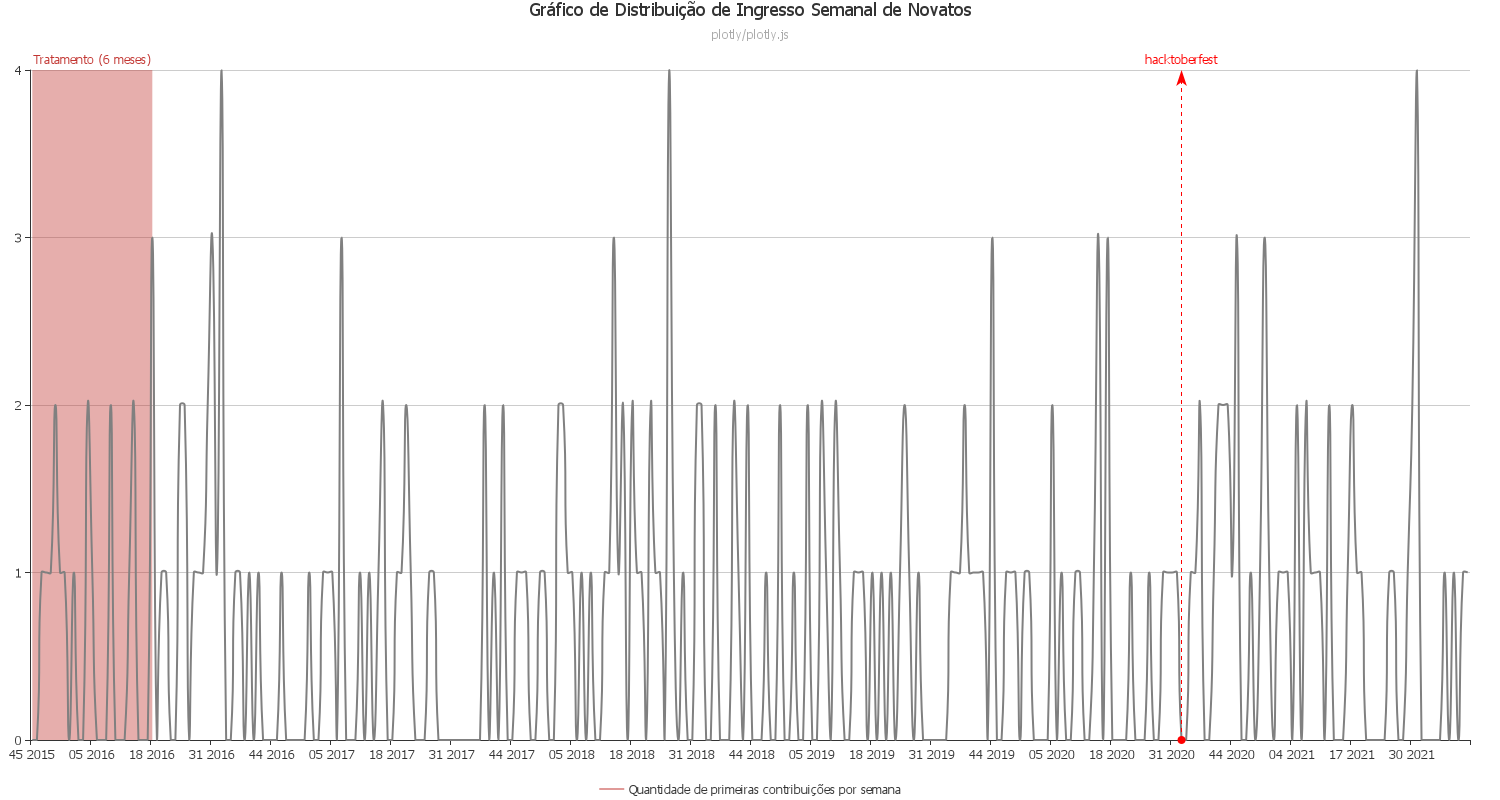 Gráfico de Distribuição de Ingresso Semanal de Novatos
plotly/plotly.js
Tratamento (6 meses)
hacktoberfest
4
3
2
1
0
45 2015 05 2016 18 2016 31 2016 44 2016 05 2017 18 2017 31 2017 44 2017 05 2018 18 2018 31 2018 44 2018 05 2019 18 2019 31 2019 44 2019 05 2020 18 2020 31 2020 44 2020 04 2021 17 2021 30 2021
Quantidade de primeiras contribuições por semana